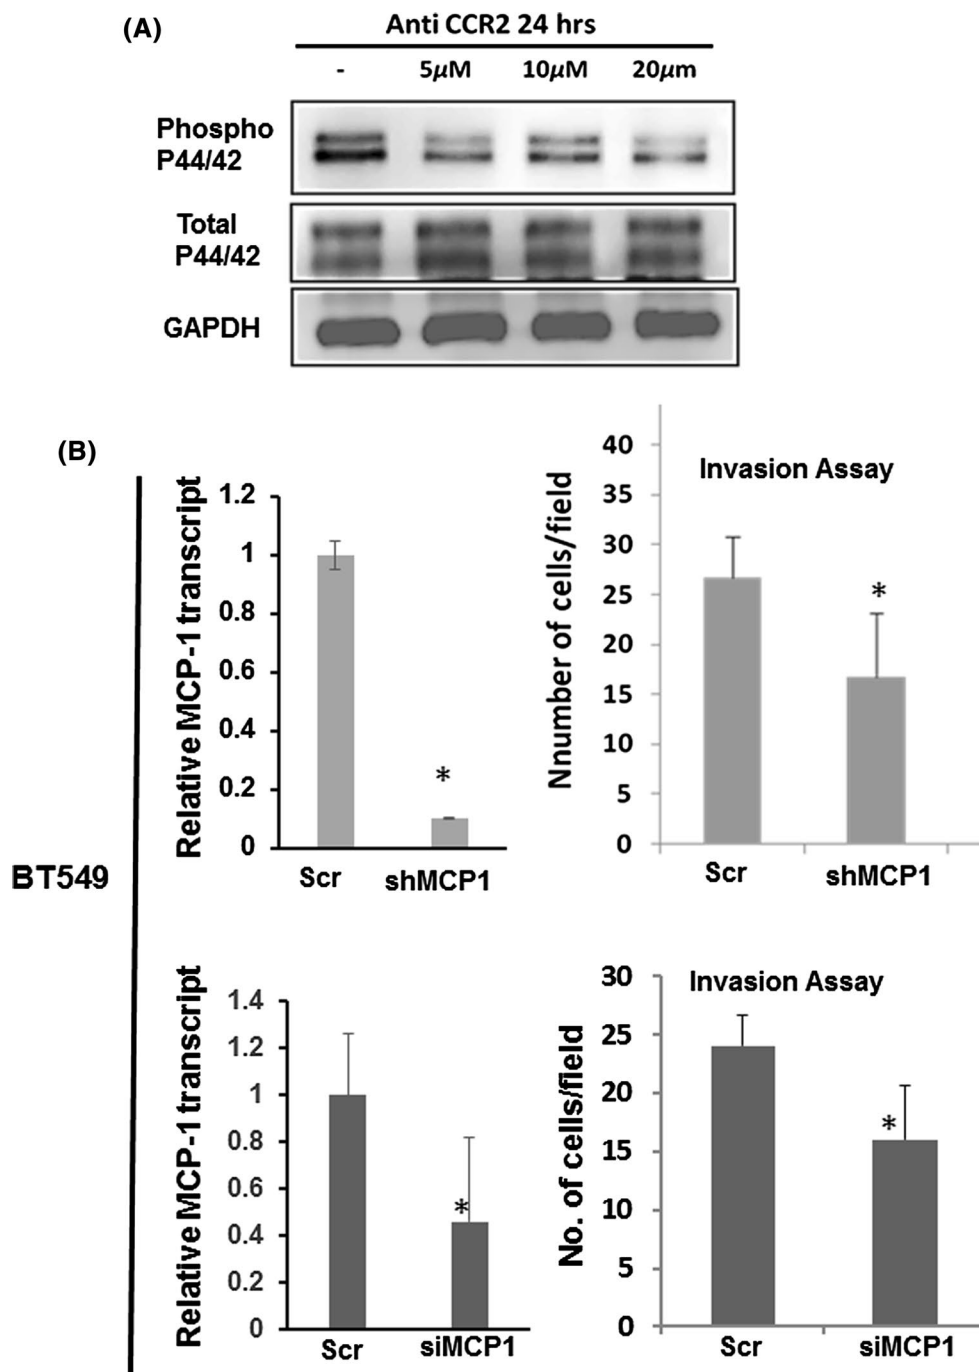 (A)
Anti CCR2 24 hrs
- 5µM 10µM 20µm
Phospho
P44/42
Total
P44/42
GAPDH
(B)
BT549
Relative MCP-1 transcript
1.2
1
0.8
0.6
0.4
0.2
0
*
Scr shMCP1
Nnumber of cells/field
Invasion Assay
40
35
30
25
20
15
10
5
0
*
Scr shMCP1
Relative MCP-1 transcript
1.4
1.2
1
0.8
0.6
0.4
0.2
0
*
Scr siMCP1
No. of cells/field
Invasion Assay
30
25
20
15
10
5
0
*
Scr siMCP1